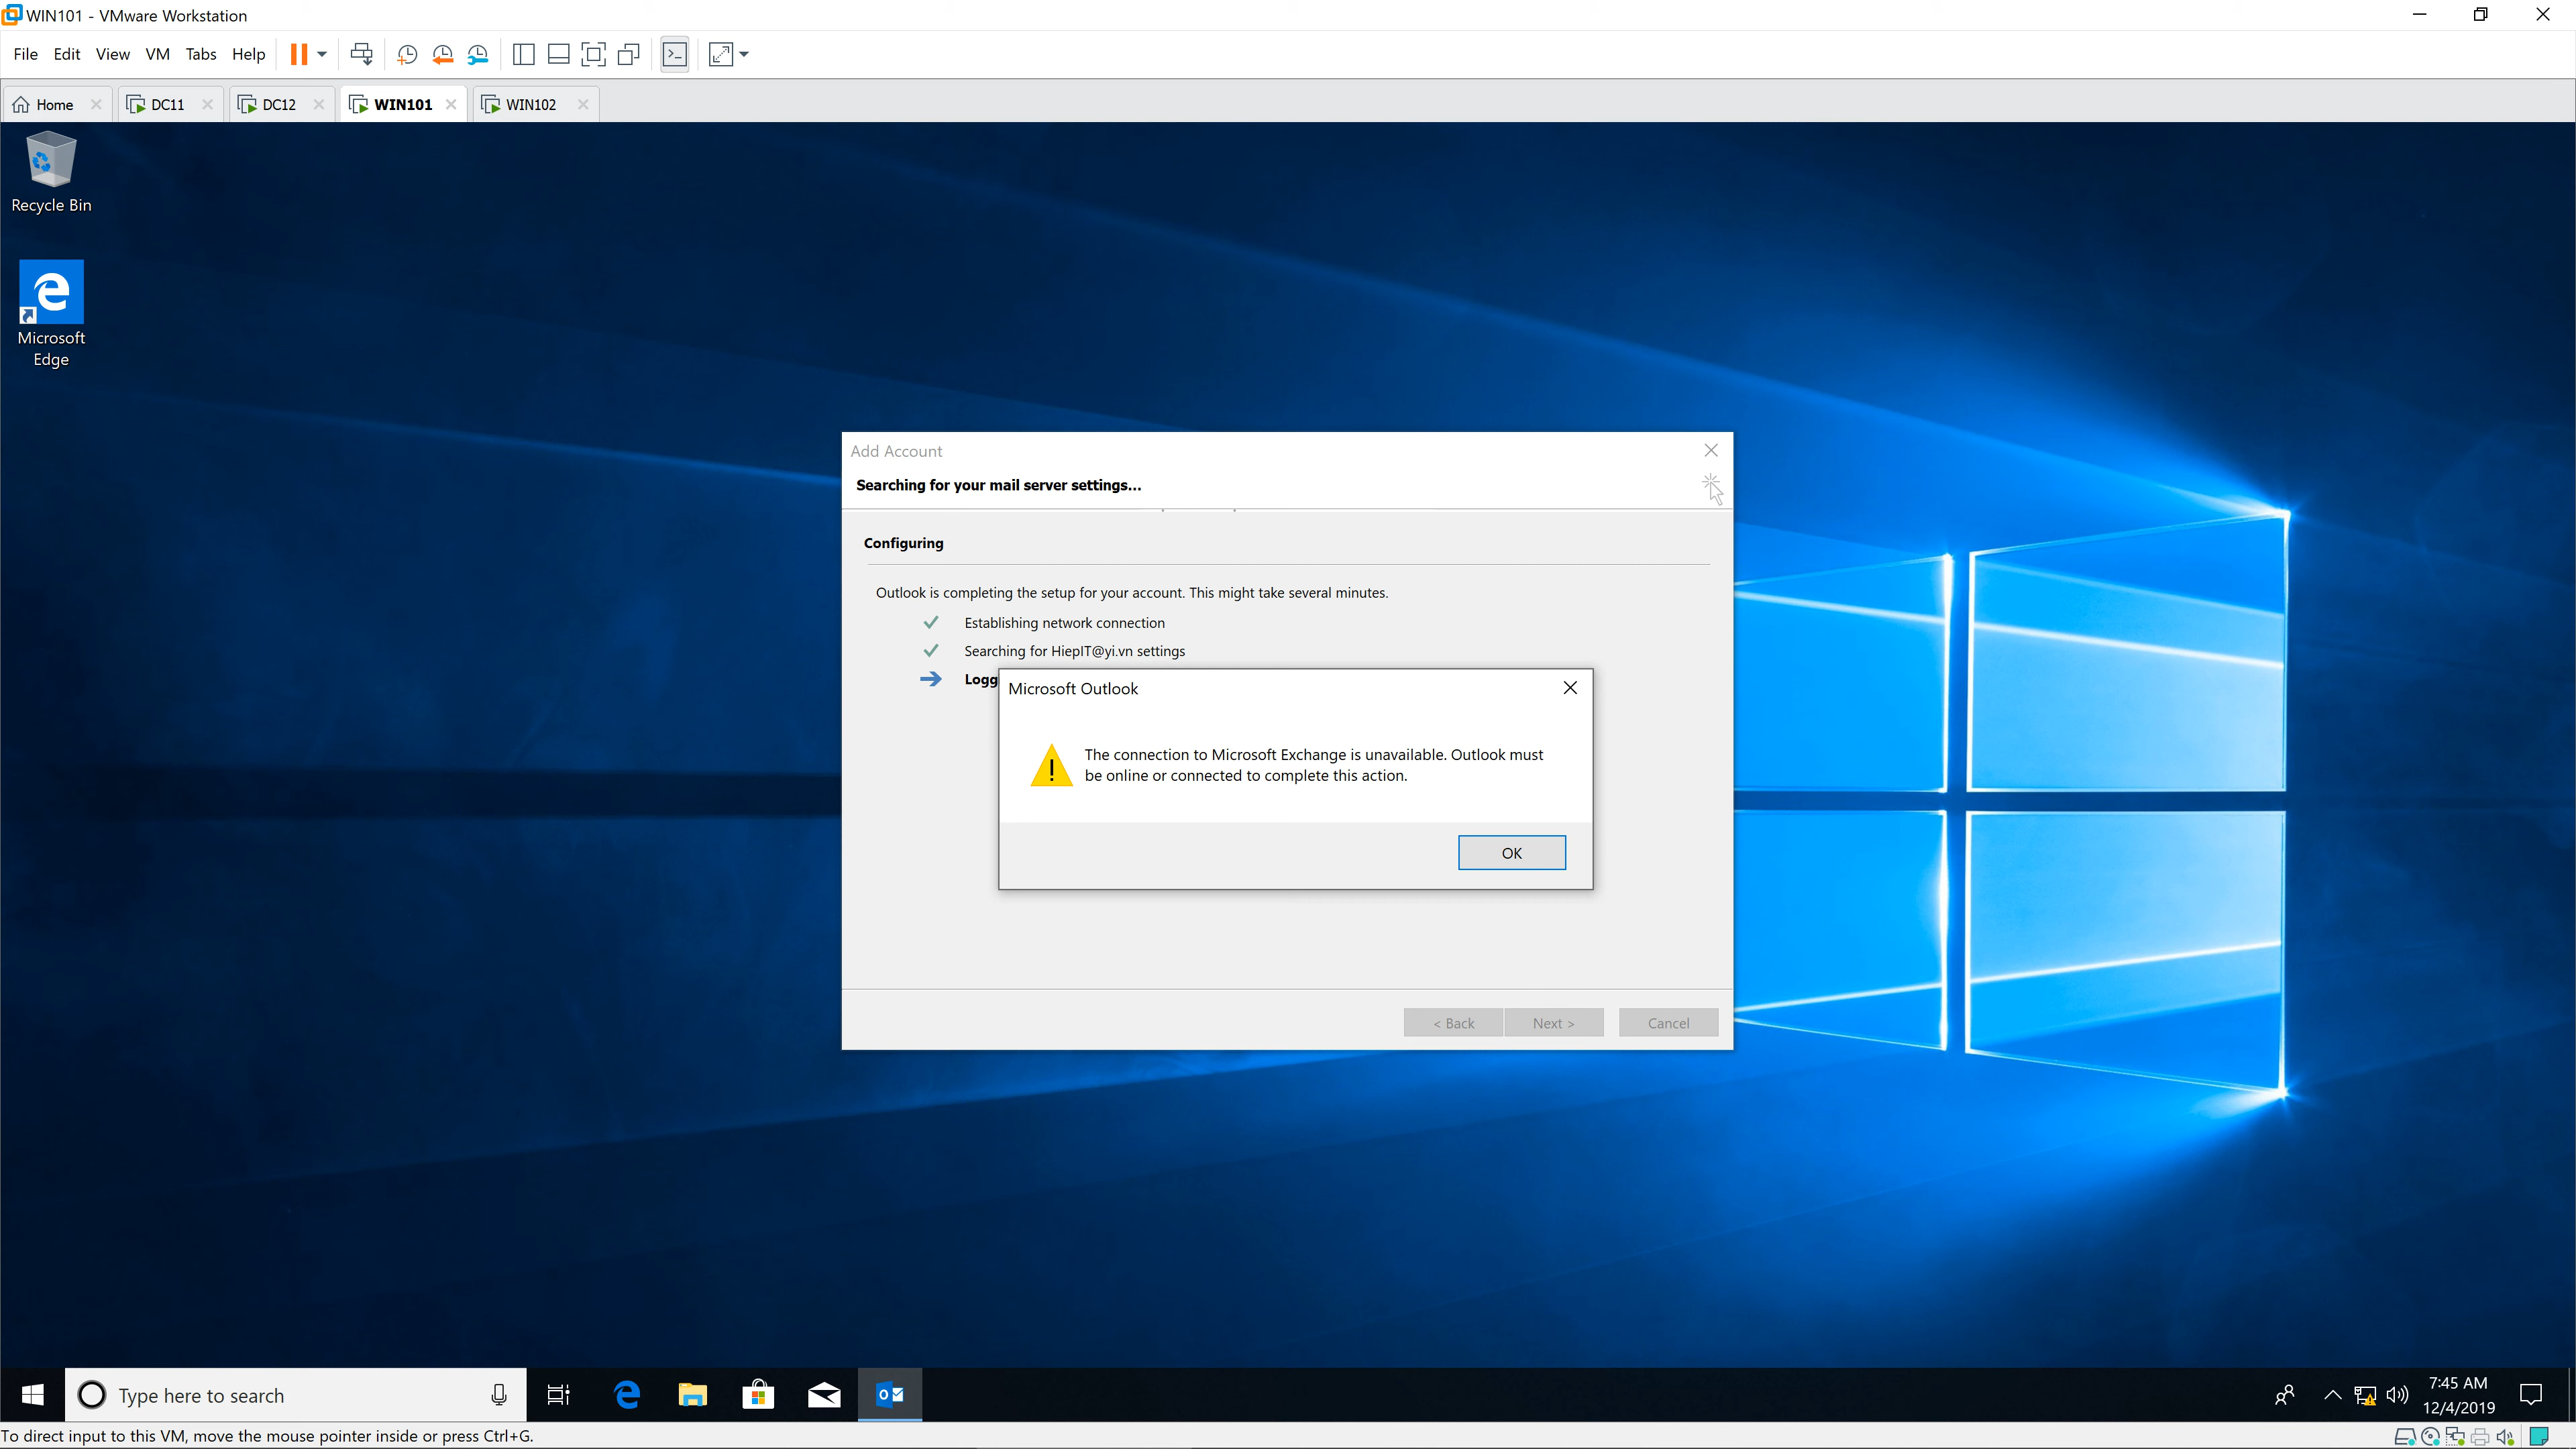 WIN101 - VMware Workstation
File Edit View VM Tabs Help
Home DC11 DC12 WIN101 WIN102
Recycle Bin
Microsoft
Edge
Add Account
Searching for your mail server settings...
Configuring
Outlook is completing the setup for your account. This might take several minutes.
Establishing network connection
Searching for HiepIT@yi.vn settings
Logg
Microsoft Outlook
The connection to Microsoft Exchange is unavailable. Outlook must
be online or connected to complete this action.
OK
< Back Next > Cancel
Type here to search
7:45 AM
12/4/2019
To direct input to this VM, move the mouse pointer inside or press Ctrl+G.